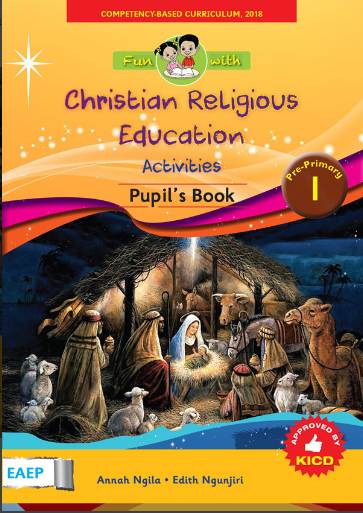 COMPETENCY-BASED CURRICULUM, 2018
Fun with
Christian Religious
Education
Activities
Pupil's Book
Pre-Primary
1
APPROVED BY
KICD
EAEP
Annah Ngila • Edith Ngunjiri